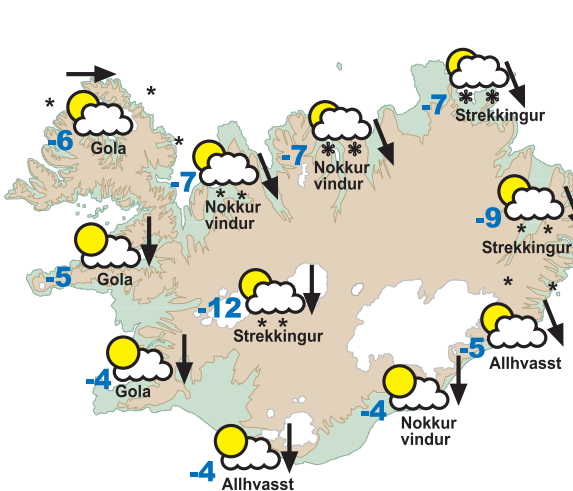 -7
Strekkingur
-6
Gola
-7
Nokkur
vindur
-7
Nokkur
vindur
-9
Strekkingur
-5
Gola
-12
Strekkingur
-5
Allhvasst
-4
Gola
-4
Nokkur
vindur
-4
Allhvasst